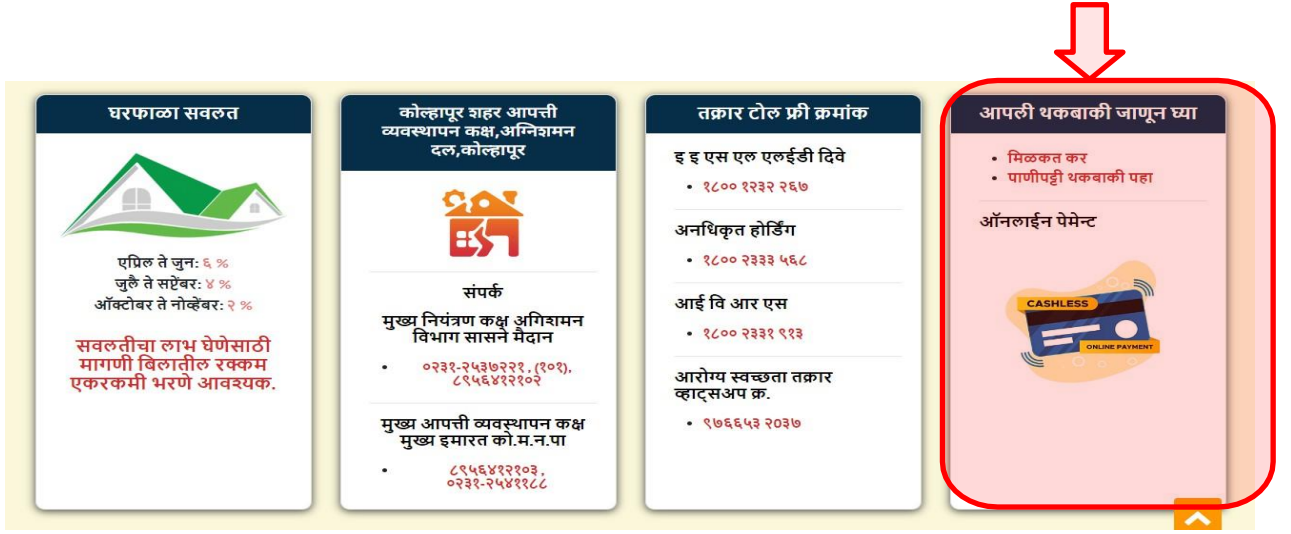 घरफाळा सवलत
एप्रिल ते जुन: ६ %
जुलै ते सप्टेंबर: ४ %
ऑक्टोबर ते नोव्हेंबर: २ %
सवलतीचा लाभ घेणेसाठी
मागणी बिलातील रक्कम
एकरकमी भरणे आवश्यक.
कोल्हापूर शहर आपत्ती
व्यवस्थापन कक्ष,अग्निशमन
दल,कोल्हापूर
संपर्क
मुख्य नियंत्रण कक्ष अगिशमन
विभाग सासने मैदान
• ०२३१-२५३७२२१ , (१०१),
८९५६४१२१०२
मुख्य आपत्ती व्यवस्थापन कक्ष
मुख्य इमारत को.म.न.पा
• ८९५६४१२१०३ ,
०२३१-२५४११८८
तक्रार टोल फ्री क्रमांक
इ इ एस एल एलईडी दिवे
• १८०० १२३२ २६७
अनधिकृत होर्डिंग
• १८०० २३३३ ५६८
आई वि आर एस
• १८०० २३३१ ९१३
आरोग्य स्वच्छता तक्रार
व्हाट्सअप क्र.
• ९७६६५३ २०३७
आपली थकबाकी जाणून घ्या
• मिळकत कर
• पाणीपट्टी थकबाकी पहा
ऑनलाईन पेमेन्ट
CASHLESS
ONLINE PAYMENT